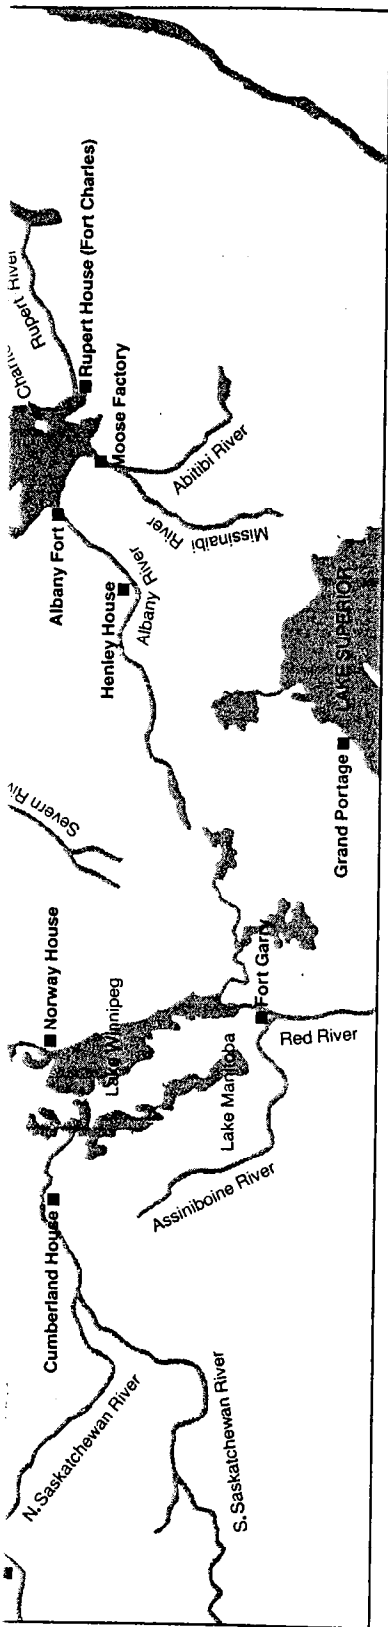 N. Saskatchewan River
S. Saskatchewan River
Cumberland House
Assiniboine River
Norway House
Lake Winnipeg
Lake Manitoba
Fort Garry
Red River
Severn
Grand Portage
LAKE SUPERIOR
Henley House
Albany River
Albany Fort
Missinaibi
River
Abitibi River
Moose Factory
Rupert House (Fort Charles)
Rupert River